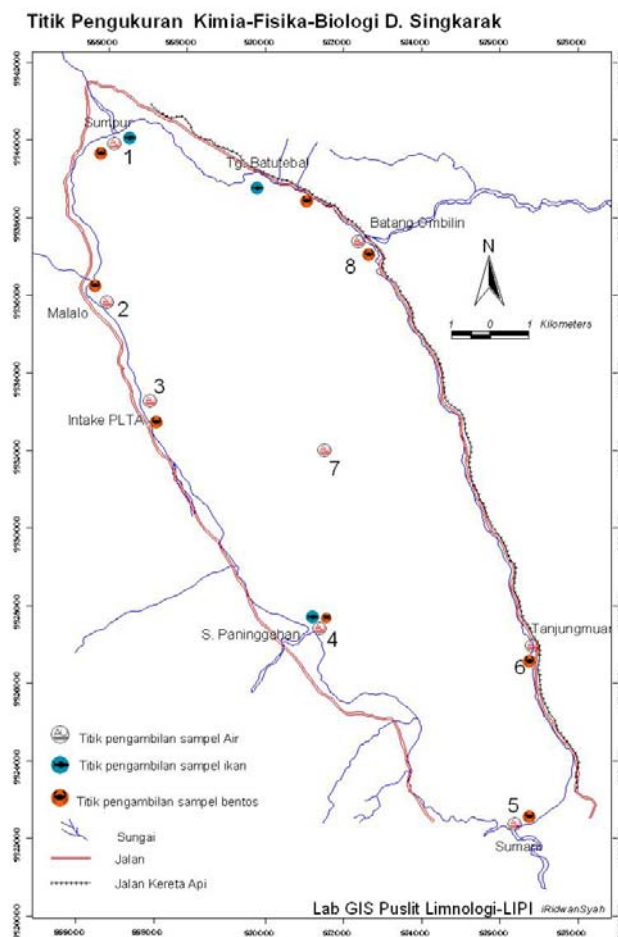 Titik Pengukuran Kimia-Fisika-Biologi D. Singkarak
Sumpur
1
Tg. Batutebal
Batang Ombilin
8
N
1 0 1 Kilometers
2
Malalo
3
Intake PLTA
7
S. Paninggahan
4
Tanjungmuar
6
5
Sumani
Titik pengambilan sampel Air
Titik pengambilan sampel ikan
Titik pengambilan sampel bentos
Sungai
Jalan
Jalan Kereta Api
Lab GIS Puslit Limnologi-LIPI iRidwanSyah